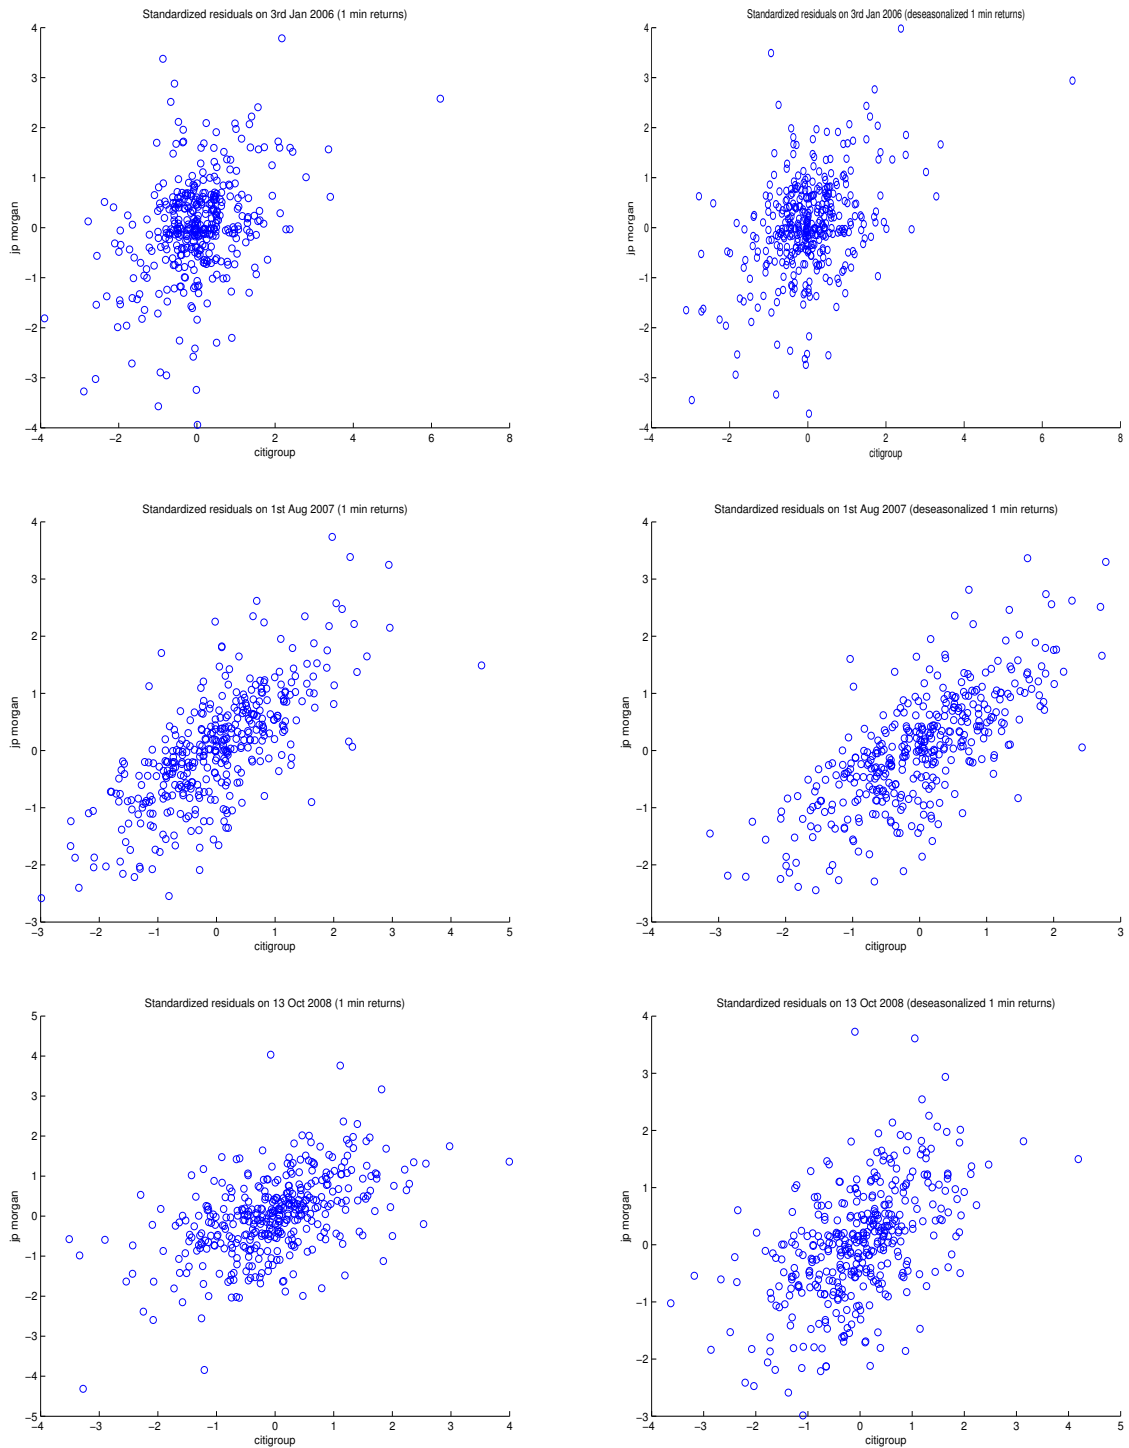 Standardized residuals on 3rd Jan 2006 (1 min returns)
4
3
2
1
0
−1
−2
−3
−4
jp morgan
−4 −2 0 2 4 6 8
citigroup
Standardized residuals on 3rd Jan 2006 (deseasonalized 1 min returns)
4
3
2
1
0
−1
−2
−3
−4
jp morgan
−4 −2 0 2 4 6 8
citigroup
Standardized residuals on 1st Aug 2007 (1 min returns)
4
3
2
1
0
−1
−2
−3
jp morgan
−3 −2 −1 0 1 2 3 4 5
citigroup
Standardized residuals on 1st Aug 2007 (deseasonalized 1 min returns)
4
3
2
1
0
−1
−2
−3
jp morgan
−4 −3 −2 −1 0 1 2 3
citigroup
Standardized residuals on 13 Oct 2008 (1 min returns)
5
4
3
2
1
0
−1
−2
−3
−4
−5
jp morgan
−4 −3 −2 −1 0 1 2 3 4
citigroup
Standardized residuals on 13 Oct 2008 (deseasonalized 1 min returns)
4
3
2
1
0
−1
−2
−3
jp morgan
−4 −3 −2 −1 0 1 2 3 4 5
citigroup